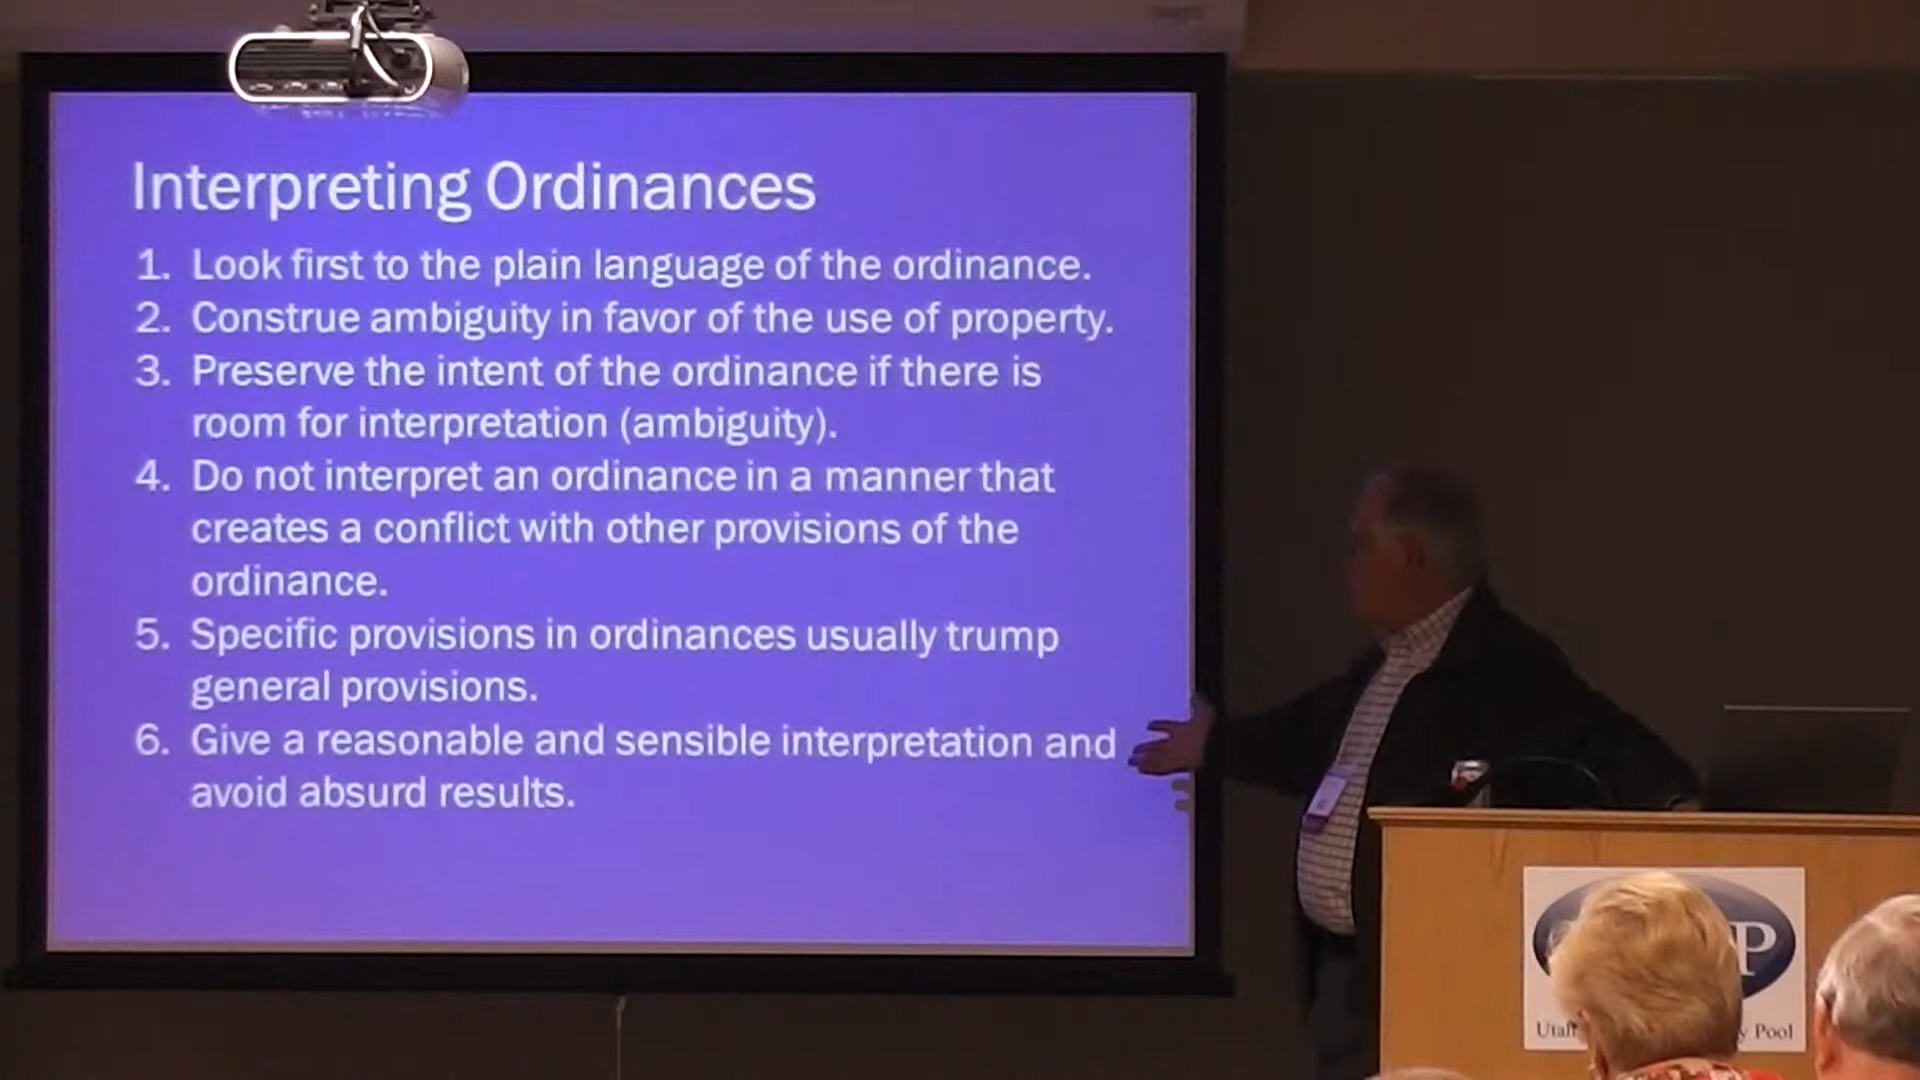 Interpreting Ordinances
1. Look first to the plain language of the ordinance.
2. Construe ambiguity in favor of the use of property.
3. Preserve the intent of the ordinance if there is
room for interpretation (ambiguity).
4. Do not interpret an ordinance in a manner that
creates a conflict with other provisions of the
ordinance.
5. Specific provisions in ordinances usually trump
general provisions.
6. Give a reasonable and sensible interpretation and
avoid absurd results.
P
Utah
Pool